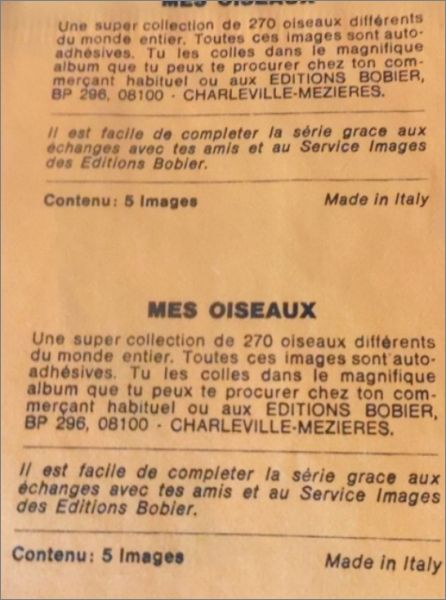 MES OISEAUX
Une super collection de 270 oiseaux différents
du monde entier. Toutes ces images sont auto-
adhésives. Tu les colles dans le magnifique
album que tu peux te procurer chez ton com-
merçant habituel ou aux EDITIONS BOBIER,
BP 296, 08100 - CHARLEVILLE-MEZIERES.
Il est facile de completer la série grace aux
échanges avec tes amis et au Service Images
des Editions Bobier.
Contenu: 5 Images Made in Italy
MES OISEAUX
Une super collection de 270 oiseaux différents
du monde entier. Toutes ces images sont auto-
adhésives. Tu les colles dans le magnifique
album que tu peux te procurer chez ton com-
merçant habituel ou aux EDITIONS BOBIER,
BP 296, 08100 - CHARLEVILLE-MEZIERES.
Il est facile de completer la série grace aux
échanges avec tes amis et au Service Images
des Editions Bobier.
Contenu: 5 Images Made in Italy